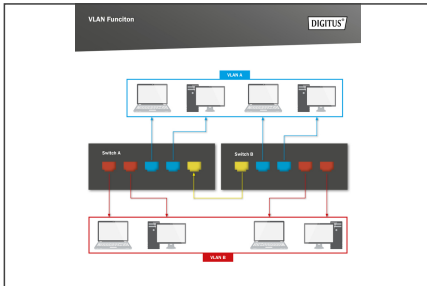 VLAN Funciton
DIGITUS®
VLAN A
Switch A
Switch B
VLAN B